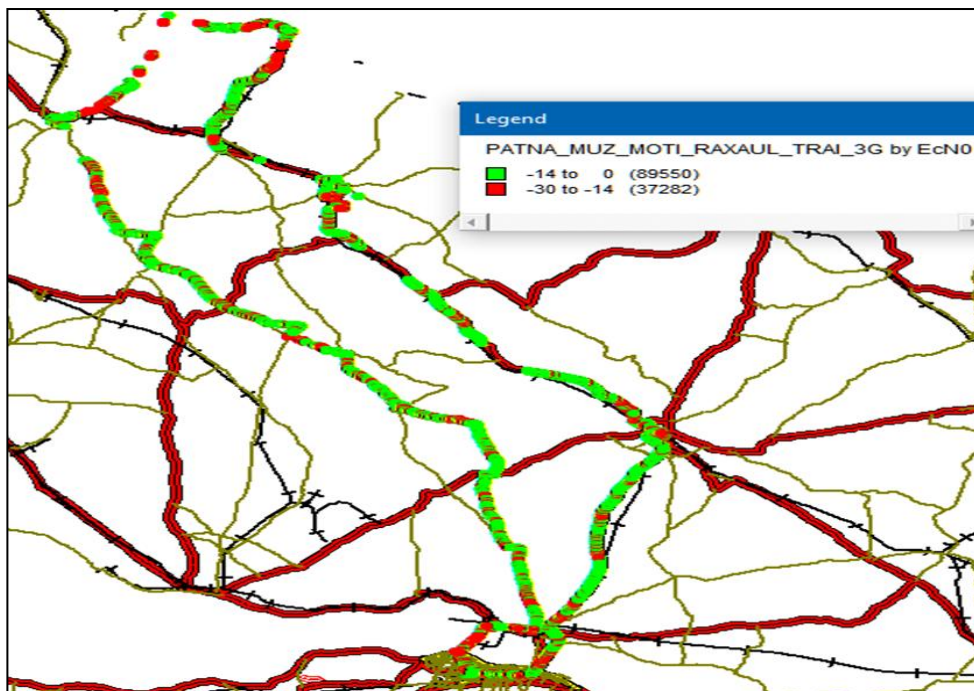 Legend
PATNA_MUZ_MOTI_RAXAUL_TRAI_3G by EcN0
-14 to 0 (89550)
-30 to -14 (37282)